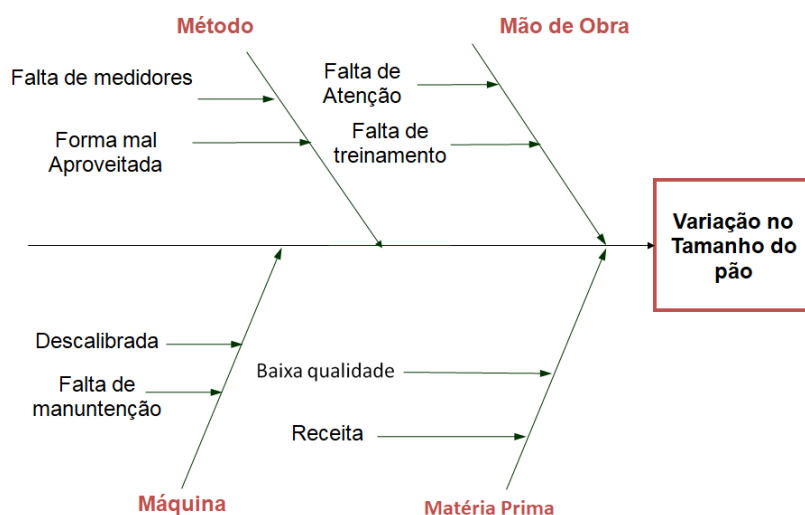 Método
Mão de Obra
Falta de medidores
Forma mal
Aproveitada
Falta de
Atenção
Falta de
treinamento
Variação no
Tamanho do
pão
Descalibrada
Falta de
manuntenção
Baixa qualidade
Receita
Máquina
Matéria Prima